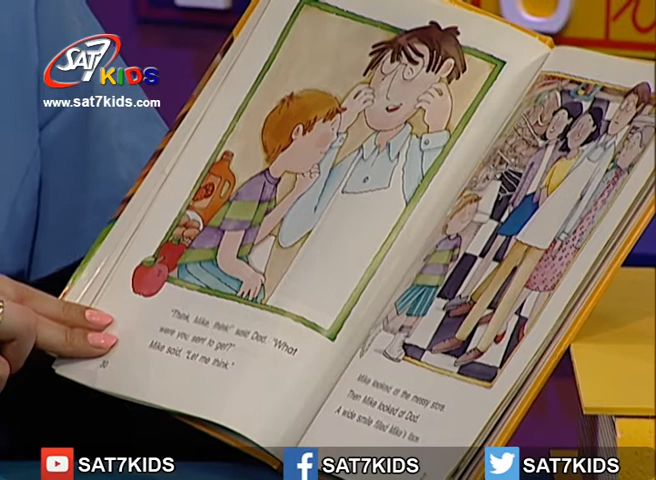 SAT 7
KIDS
www.sat7kids.com
"Think, Mike, think!" said Dad. "What
were you sent to get?"
Mike said, "Let me think."
30
Mike looked at the messy store.
Then Mike looked at Dad.
A wide smile filled Mike's face.
SAT7KIDS
SAT7KIDS
SAT7KIDS